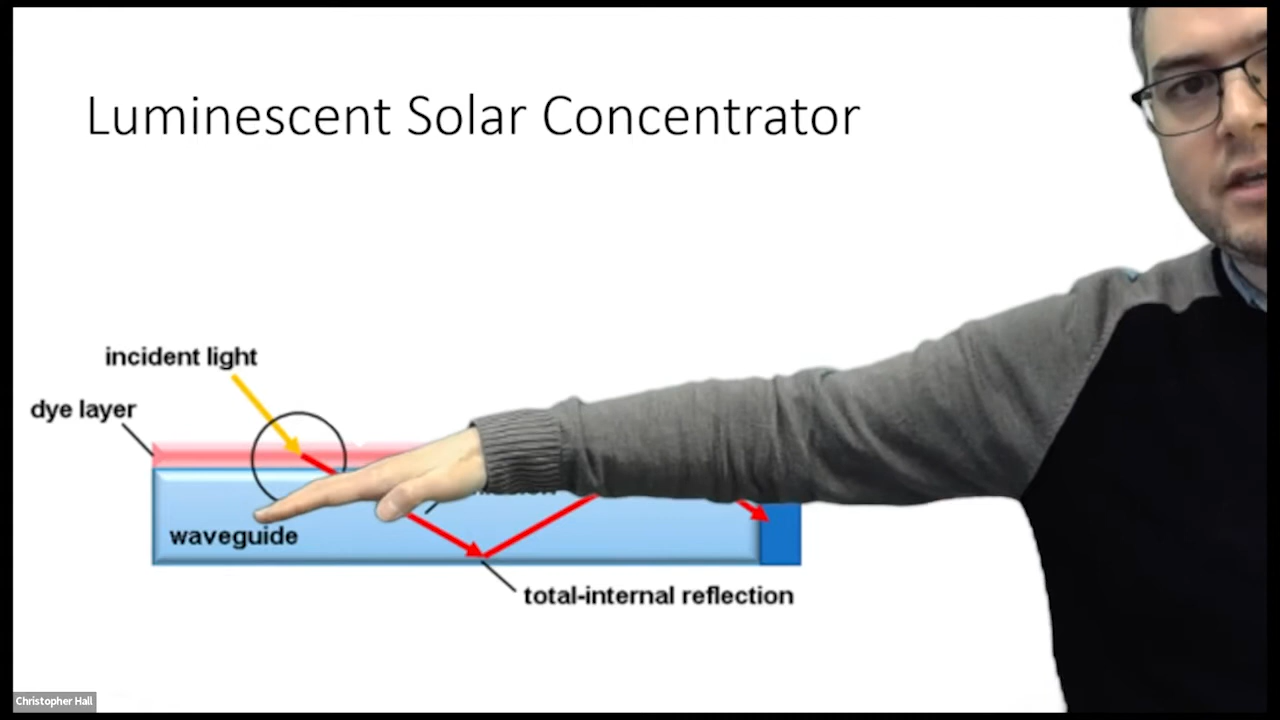 Luminescent Solar Concentrator
incident light
dye layer
waveguide
total-internal reflection
Christopher Hall